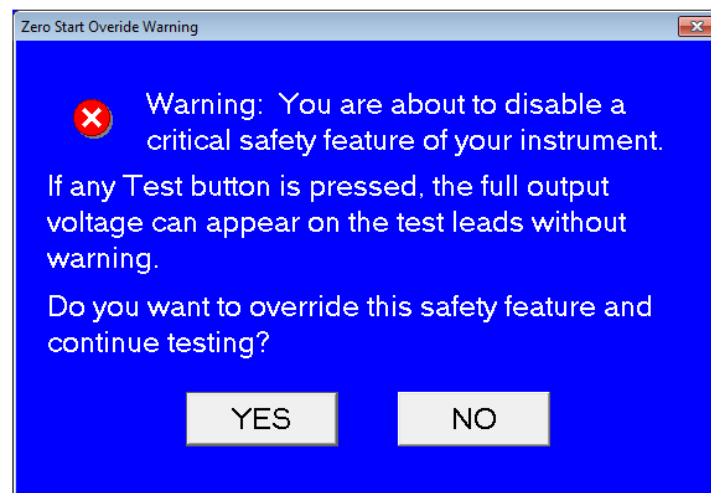 Zero Start Overide Warning
Warning:  You are about to disable a
critical safety feature of your instrument.
If any Test button is pressed, the full output
voltage can appear on the test leads without
warning.
Do you want to override this safety feature and
continue testing?
YES NO